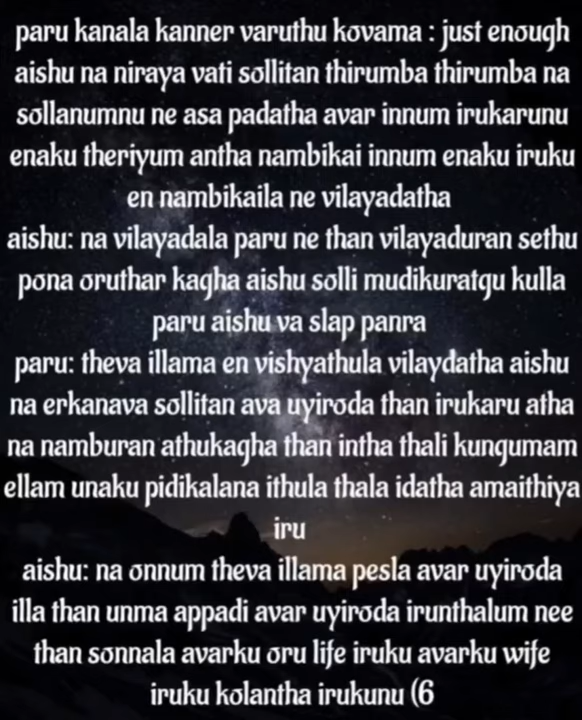 paru kanala kanner varuthu kovama : just enough
aishu na niraya vati sollitan thirumba thirumba na
sollanumnu ne asa padatha avar innum irukarunu
enaku theriyum antha nambikai innum enaku iruku
en nambikaila ne vilayadatha
aishu: na vilayadala paru ne than vilayaduran sethu
pona oruthar kagha aishu solli mudikuratgu kulla
paru aishu va slap panra
paru: theva illama en vishyathula vilaydatha aishu
na erkanava sollitan ava uyiroda than irukaru atha
na namburan athukagha than intha thali kungumam
ellam unaku pidikalana ithula thala idatha amaithiya
iru
aishu: na onnum theva illama pesla avar uyiroda
illa than unma appadi avar uyiroda irunthalum nee
than sonnala avarku oru life iruku avarku wife
iruku kolantha irukunu (6